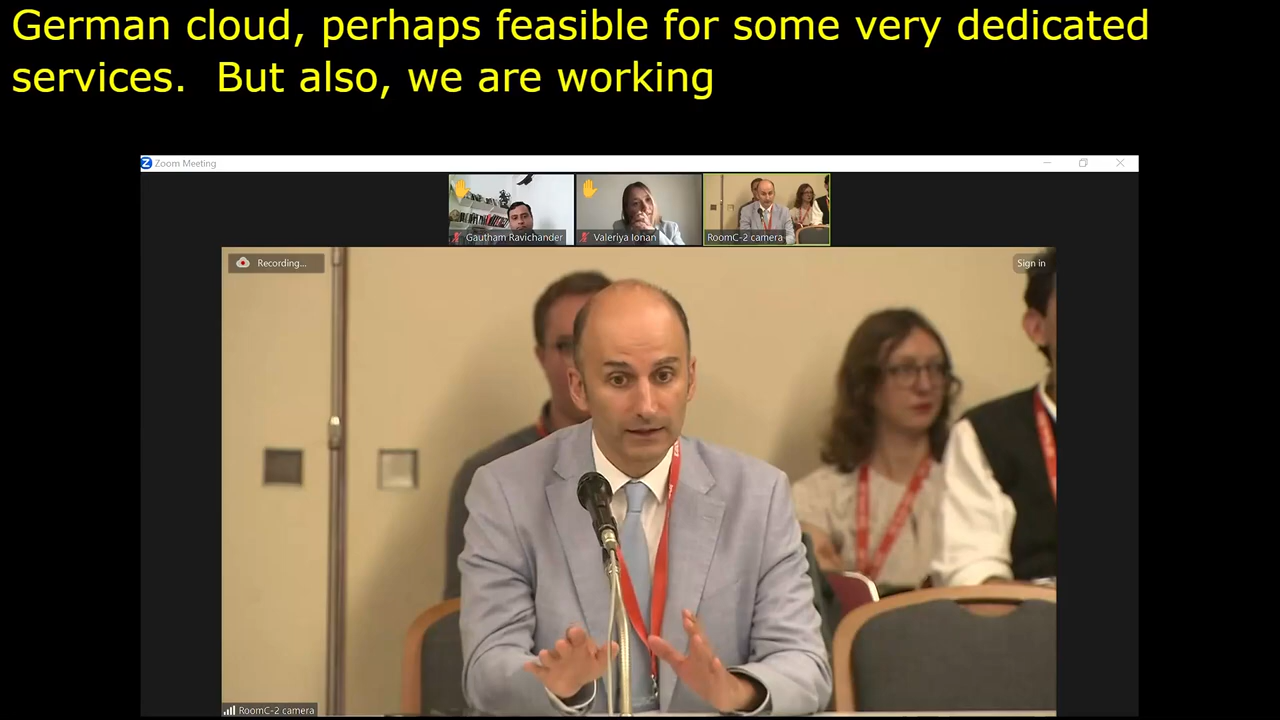 German cloud, perhaps feasible for some very dedicated
services.  But also, we are working
Zoom Meeting
Gautham Ravichander
Valeriya Ionan
RoomC-2 camera
Recording...
Sign in
RoomC-2 camera